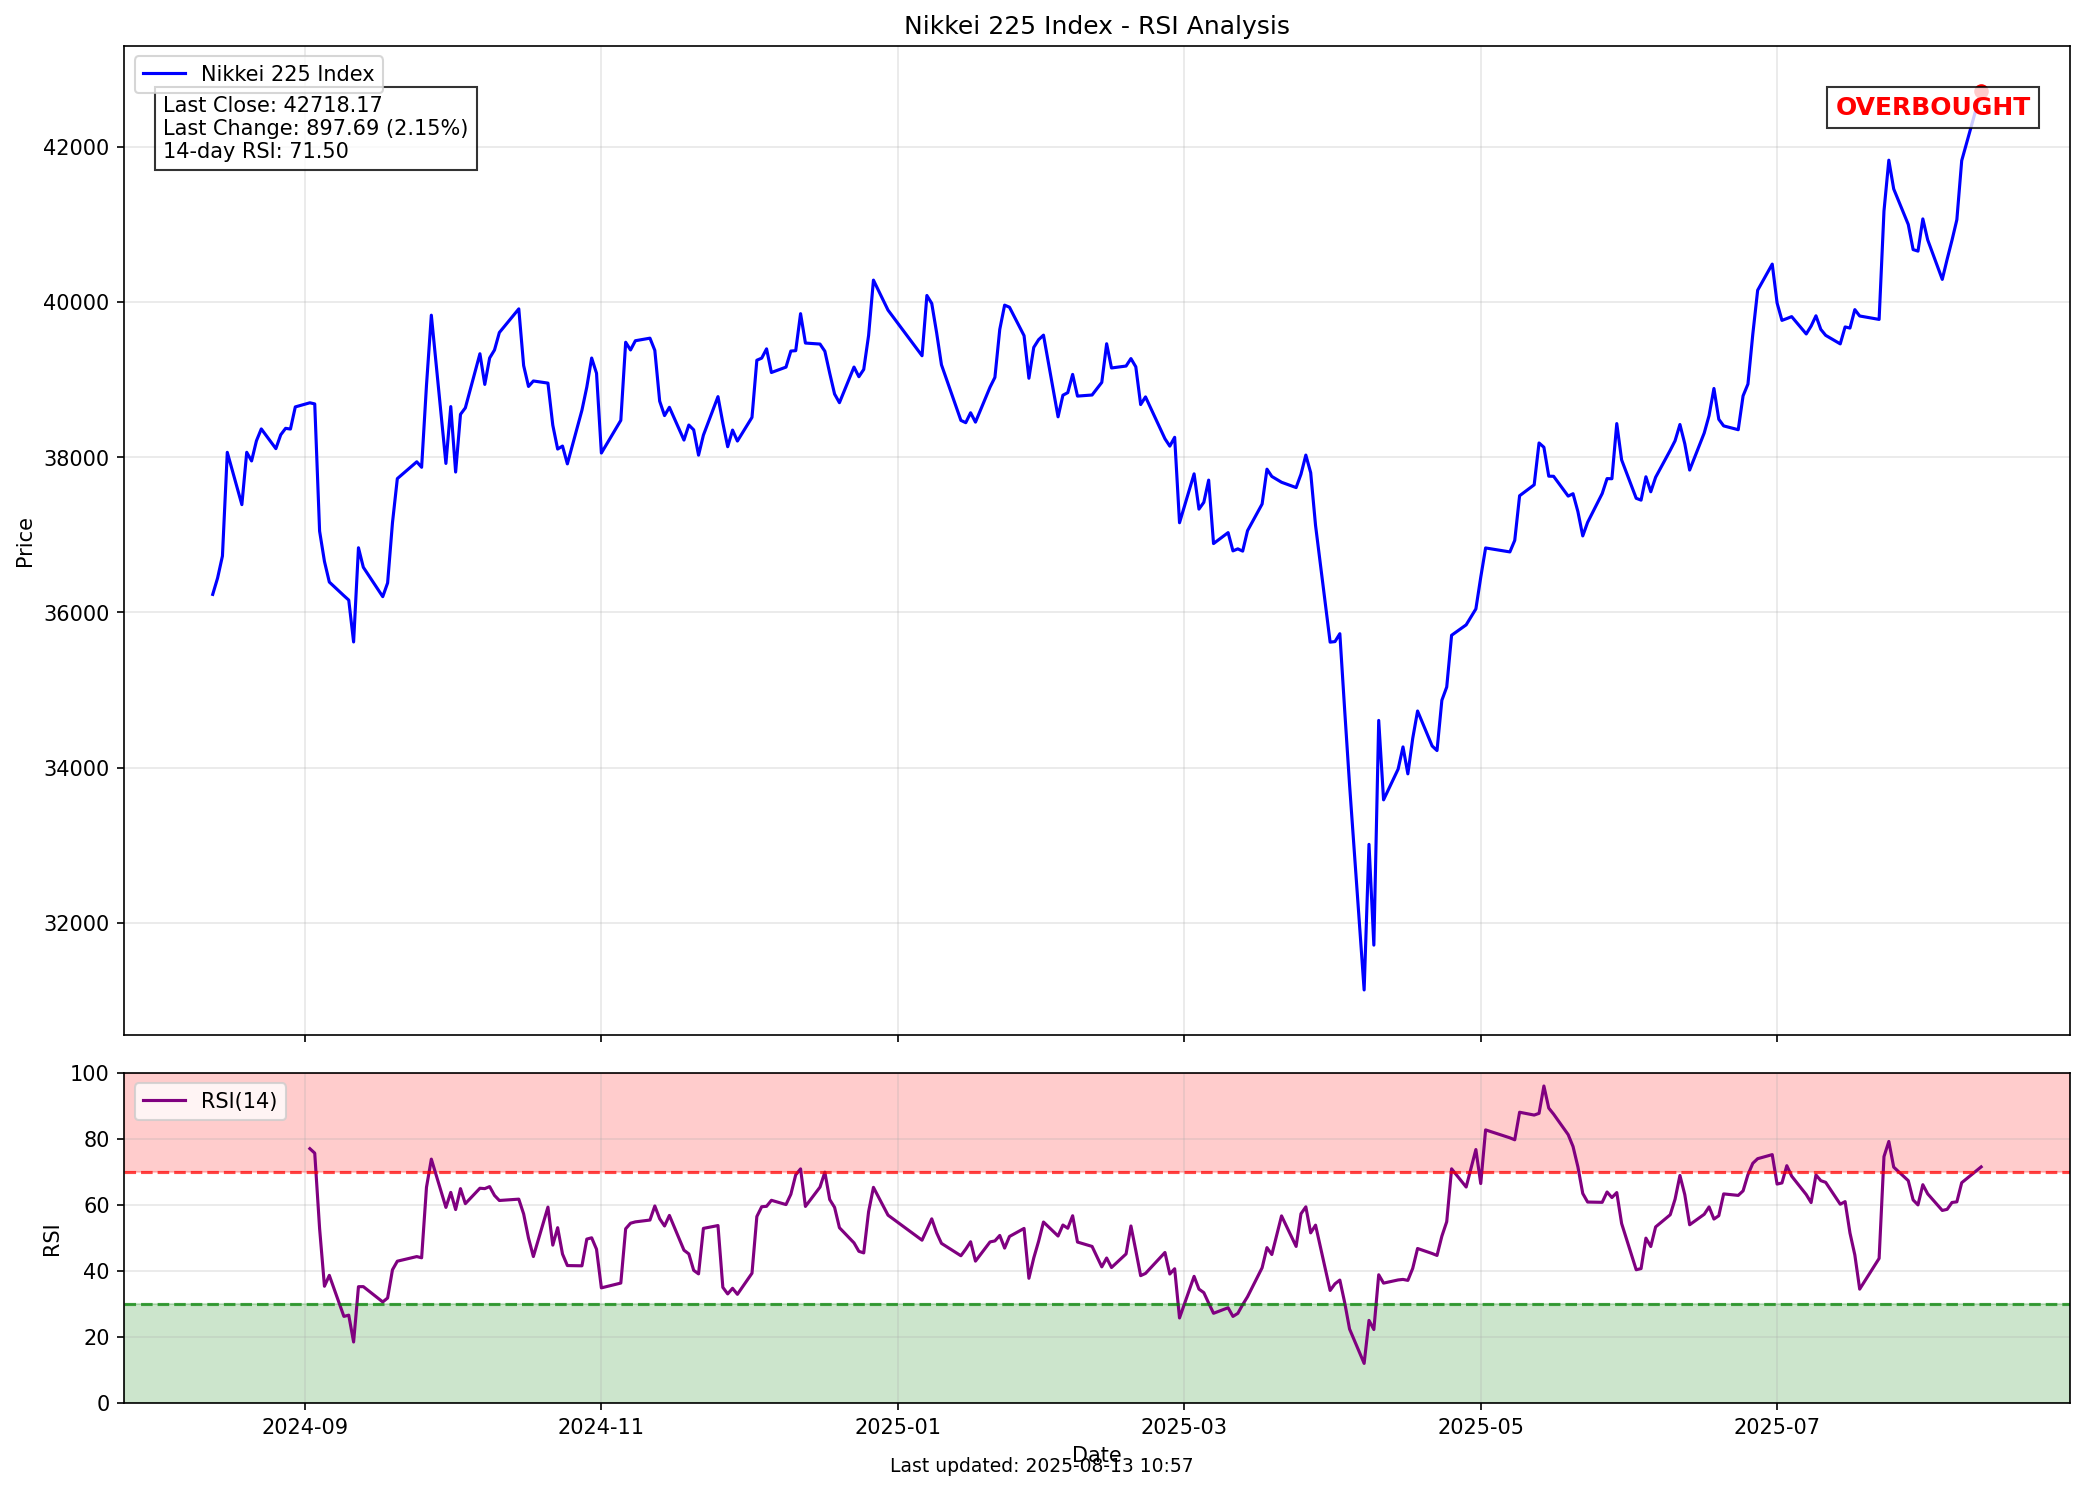 Nikkei 225 Index - RSI Analysis
Nikkei 225 Index
Last Close: 42718.17
Last Change: 897.69 (2.15%)
14-day RSI: 71.50
OVERBOUGHT
Price
42000
40000
38000
36000
34000
32000
RSI(14)
RSI
100
80
60
40
20
0
2024-09
2024-11
2025-01
2025-03
2025-05
2025-07
Date
Last updated: 2025-08-13 10:57